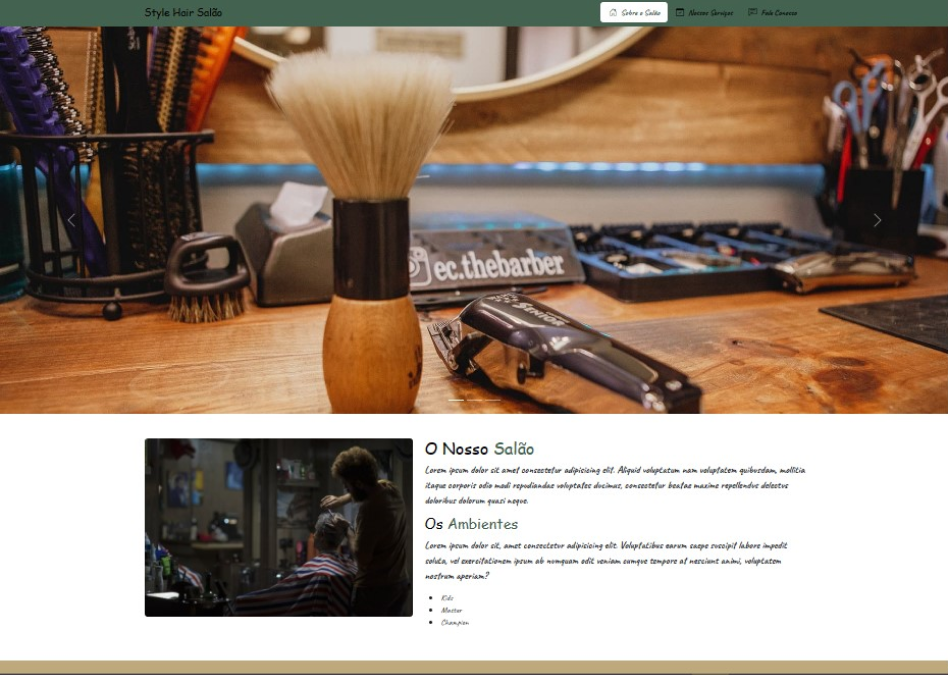 Style Hair Salão
Sobre o Salão
Nossos Serviços
Fale Conosco
ec.thebarber
SENIOR
O Nosso Salão
Lorem ipsum dolor sit amet consectetur adipisicing elit. Aliquid voluptatum nam voluptatem quibusdam, mollitia
itaque corporis odio modi repudiandae voluptates ducimus, consectetur beatae maxime repellendus delectus
doloribus dolorum quasi neque.
Os Ambientes
Lorem ipsum dolor sit, amet consectetur adipisicing elit. Voluptatibus earum saepe suscipit labore impedit
soluta, vel exercitationem ipsum ab numquam odit veniam cumque tempore at nesciunt animi, voluptatem
nostrum aperiam?
Kids
Master
Champion